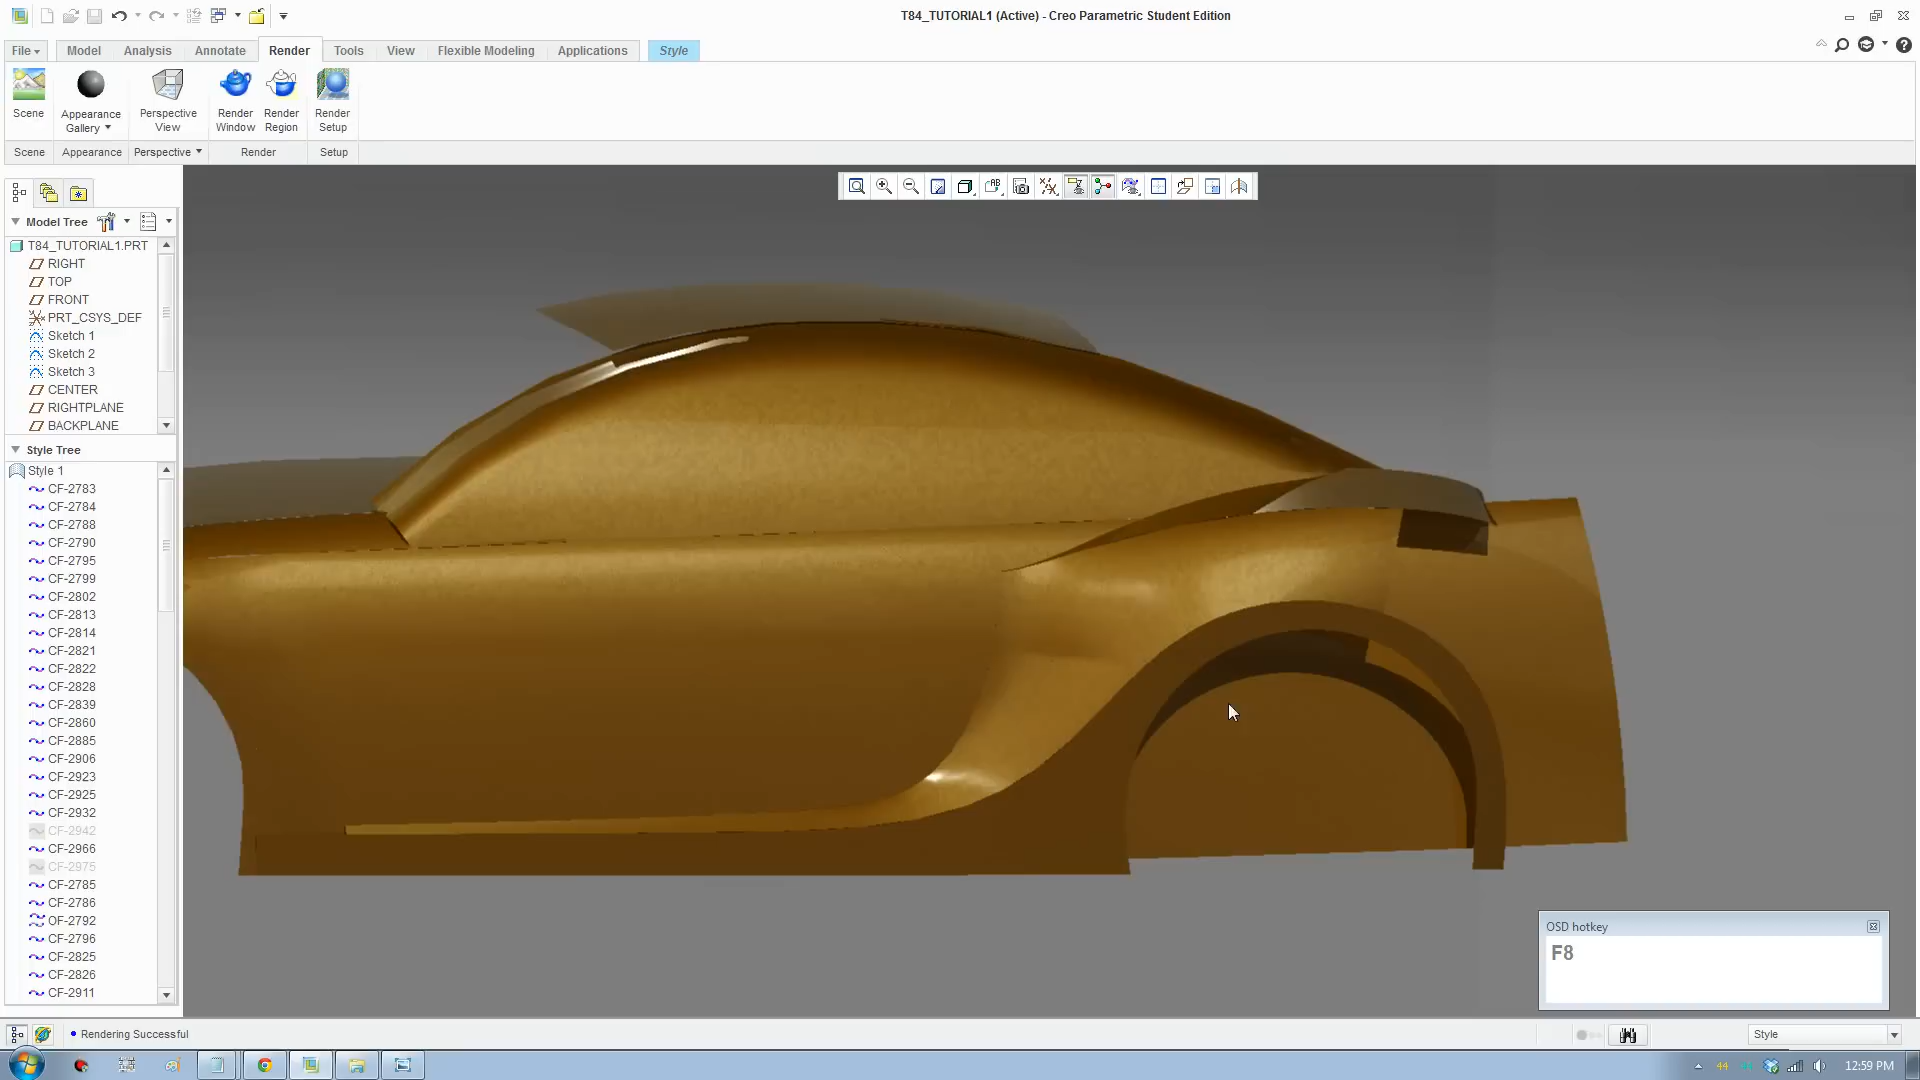 T84_TUTORIAL1 (Active) - Creo Parametric Student Edition
File
Model
Analysis
Annotate
Render
Tools
View
Flexible Modeling
Applications
Style
Scene
Appearance
Gallery
Perspective
View
Render
Window
Render
Region
Render
Setup
Scene
Appearance
Perspective
Render
Setup
Model Tree
T84_TUTORIAL1.PRT
RIGHT
TOP
FRONT
PRT_CSYS_DEF
Sketch 1
Sketch 2
Sketch 3
CENTER
RIGHTPLANE
BACKPLANE
Style Tree
Style 1
CF-2783
CF-2784
CF-2788
CF-2790
CF-2795
CF-2799
CF-2802
CF-2813
CF-2814
CF-2821
CF-2822
CF-2828
CF-2839
CF-2860
CF-2885
CF-2906
CF-2923
CF-2925
CF-2932
CF-2942
CF-2966
CF-2975
CF-2785
CF-2786
OF-2792
CF-2796
CF-2825
CF-2826
CF-2911
OSD hotkey
F8
Rendering Successful
Style
44
12:59 PM